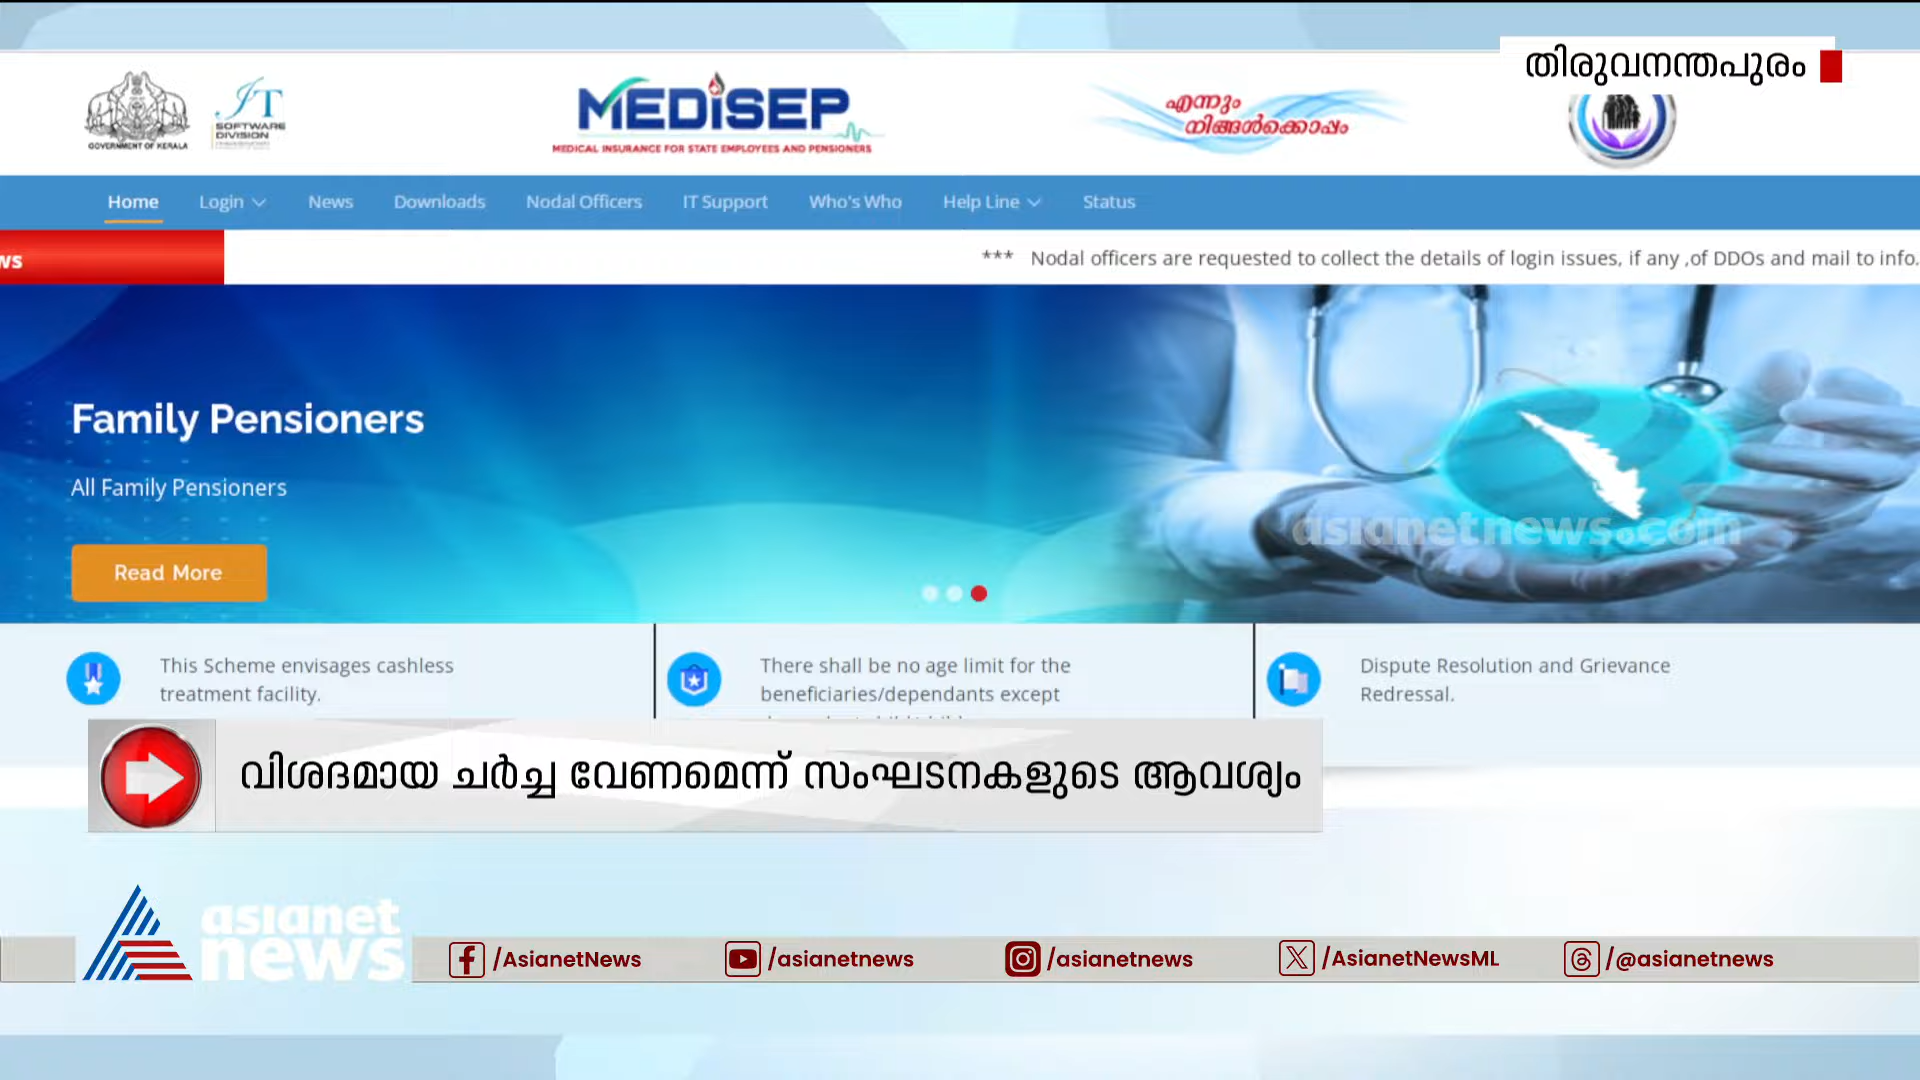 തിരുവനന്തപുരം
GOVERNMENT OF KERALA
IT
SOFTWARE
DIVISION
MEDiSEP
MEDICAL INSURANCE FOR STATE EMPLOYEES AND PENSIONERS
എന്നും
നിങ്ങൾക്കൊപ്പം
Home Login News Downloads Nodal Officers IT Support Who's Who Help Line Status
ws
*** Nodal officers are requested to collect the details of login issues, if any ,of DDOs and mail to info.
Family Pensioners
All Family Pensioners
asianetnews.com
Read More
This Scheme envisages cashless
treatment facility.
There shall be no age limit for the
beneficiaries/dependants except
Dispute Resolution and Grievance
Redressal.
വിശദമായ ചർച്ച വേണമെന്ന് സംഘടനകളുടെ ആവശ്യം
asianet
news
/AsianetNews /asianetnews /asianetnews /AsianetNewsML /@asianetnews